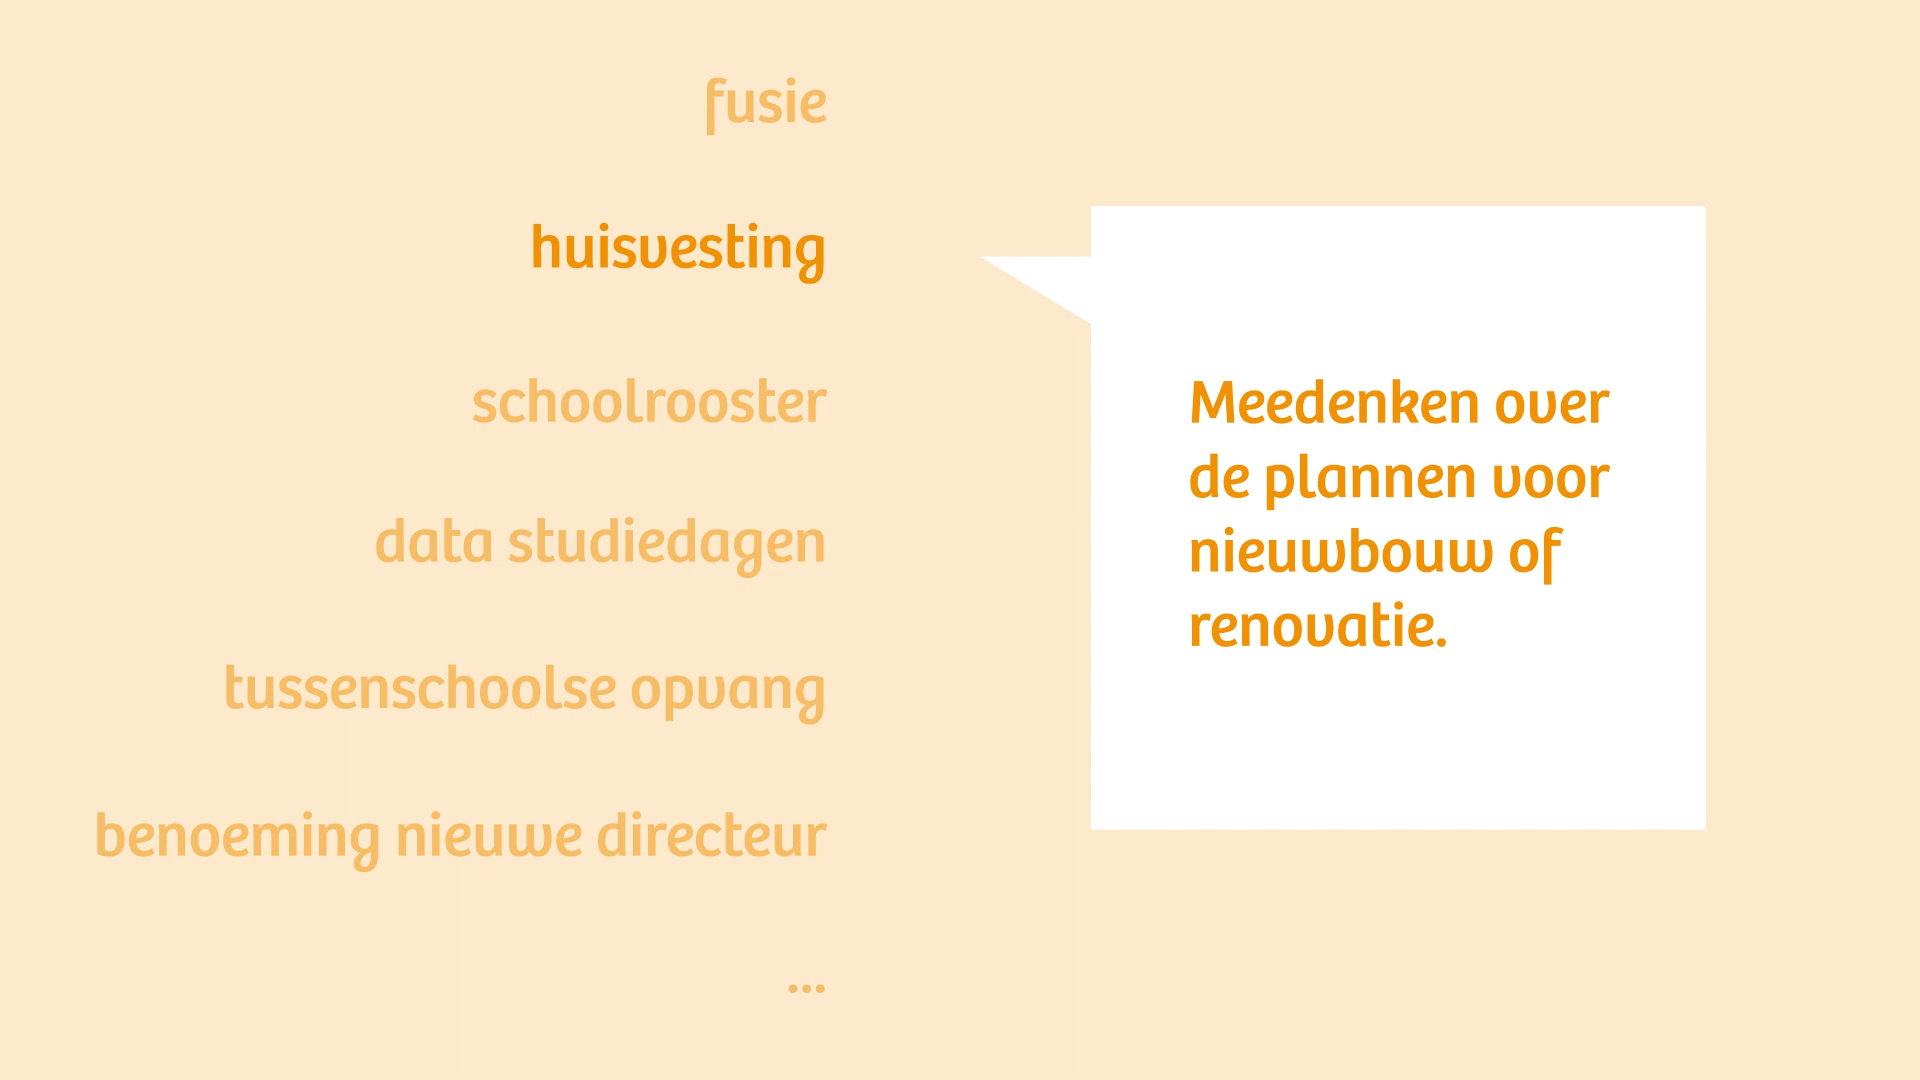 fusie
huisvesting
schoolrooster
data studiedagen
tussenschoolse opvang
benoeming nieuwe directeur
...
Meedenken over
de plannen voor
nieuwbouw of
renovatie.